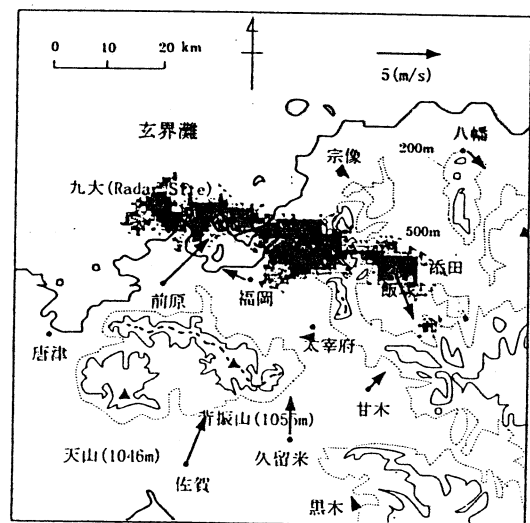 4
0 10 20 km
5(m/s)
玄界灘
八幡
宗像
200m
九大(Radar Site)
500m
添田
飯塚
前原
福岡
唐津
太宰府
甘木
背振山(1055m)
天山(1046m)
久留米
佐賀
黒木